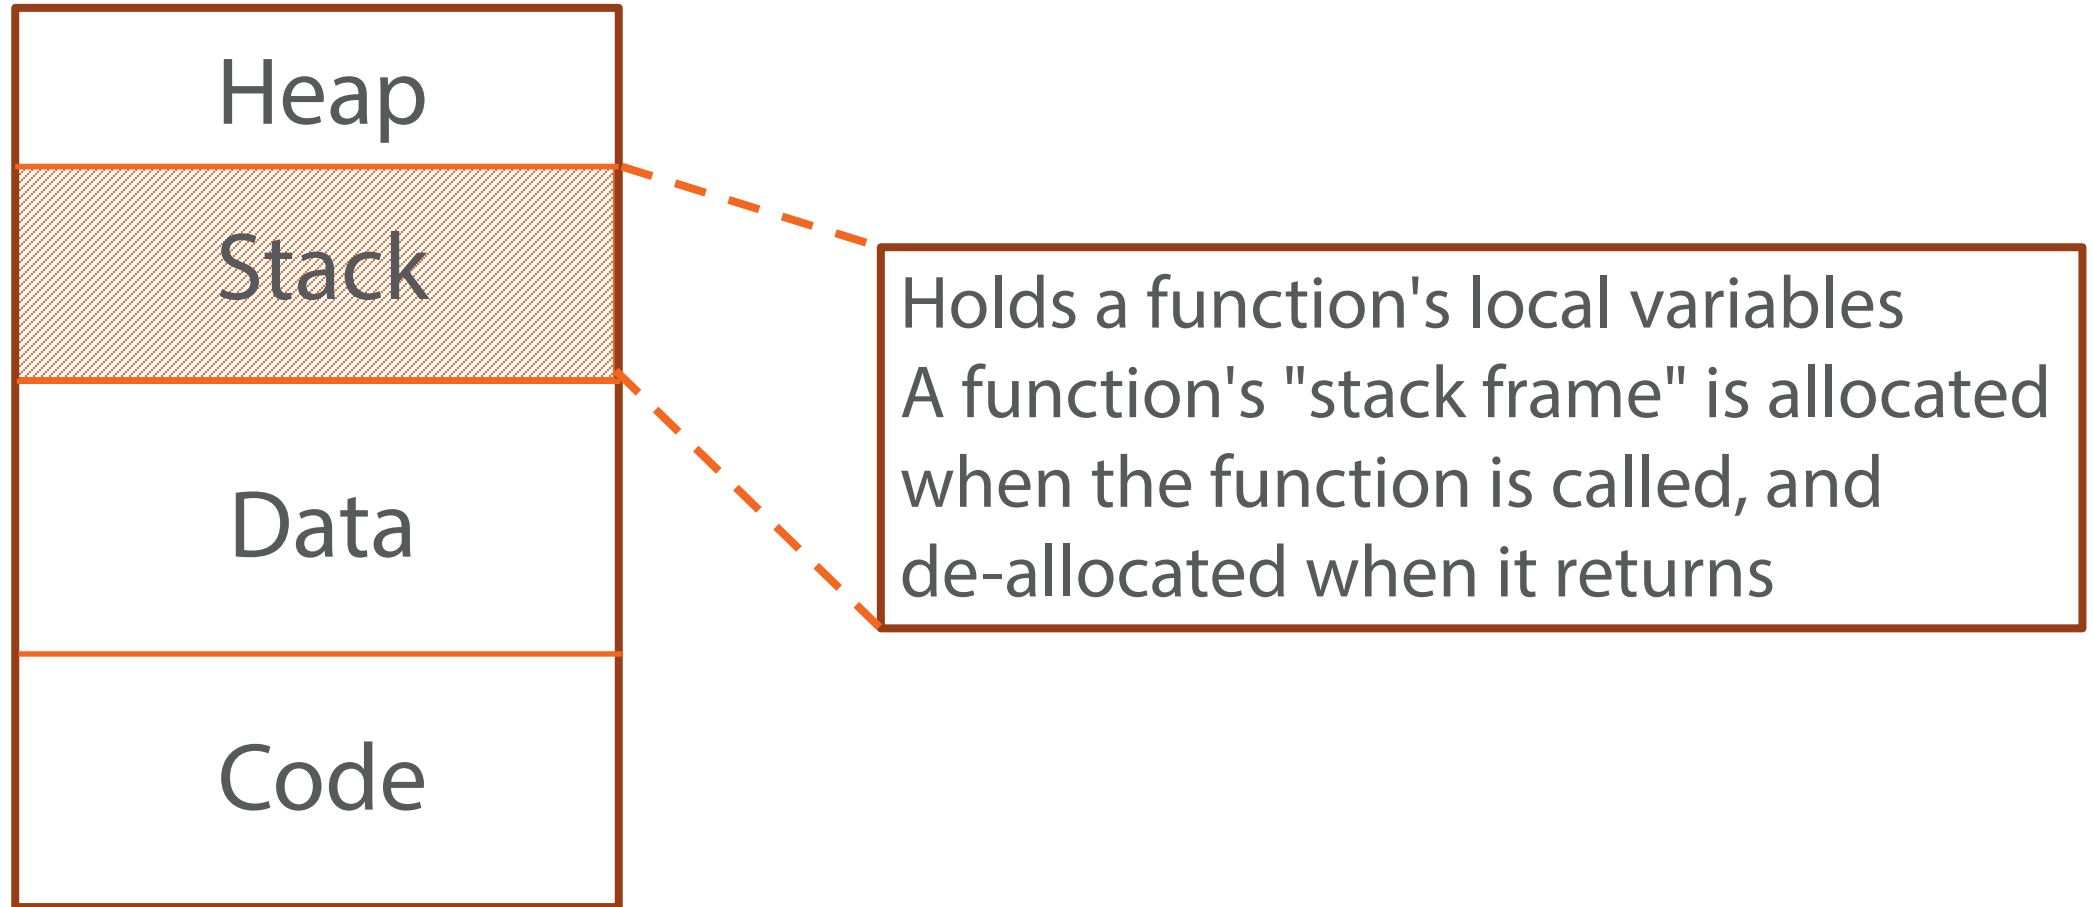 Heap
Stack
Data
Code
Holds a function's local variables
A function's "stack frame" is allocated
when the function is called, and
de-allocated when it returns